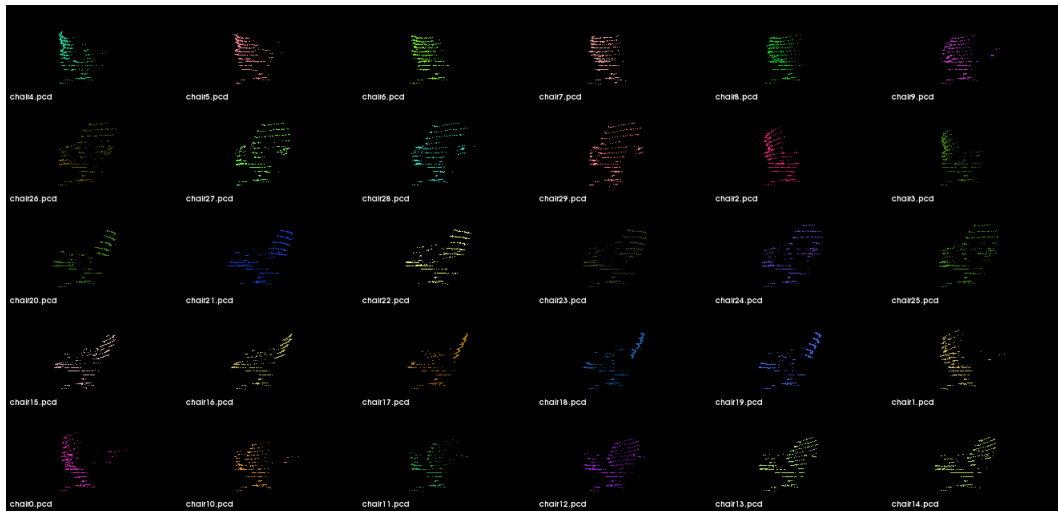 chair4.pcd chair5.pcd chair6.pcd chair7.pcd chair8.pcd chair9.pcd
chair26.pcd chair27.pcd chair28.pcd chair29.pcd chair2.pcd chair3.pcd
chair20.pcd chair21.pcd chair22.pcd chair23.pcd chair24.pcd chair25.pcd
chair15.pcd chair16.pcd chair17.pcd chair18.pcd chair19.pcd chair1.pcd
chair0.pcd chair10.pcd chair11.pcd chair12.pcd chair13.pcd chair14.pcd